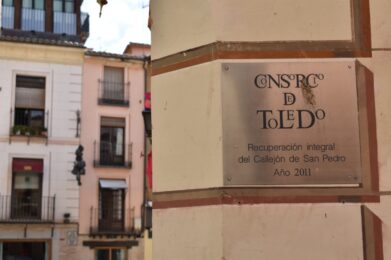 CONSORCIO
DE
TOLEDO
Recuperación integral
del Callejón de San Pedro
Año 2011